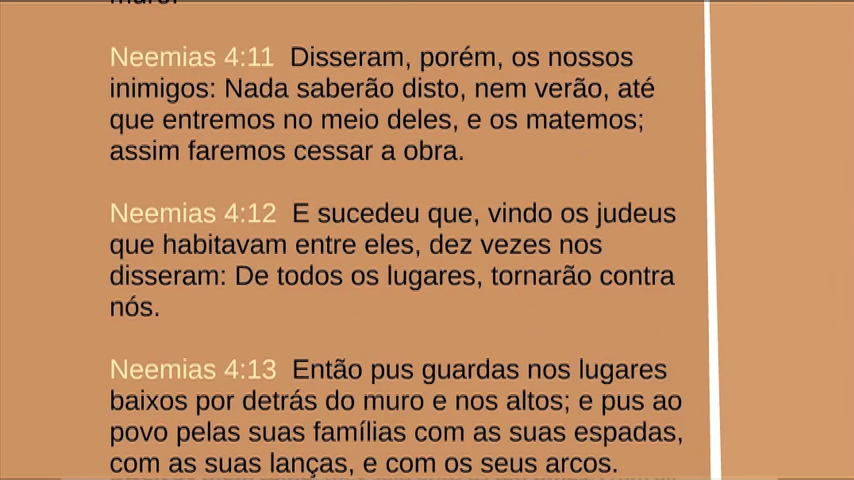 Neemias 4:11 Disseram, porém, os nossos
inimigos: Nada saberão disto, nem verão, até
que entremos no meio deles, e os matemos;
assim faremos cessar a obra.
Neemias 4:12 E sucedeu que, vindo os judeus
que habitavam entre eles, dez vezes nos
disseram: De todos os lugares, tornarão contra
nós.
Neemias 4:13 Então pus guardas nos lugares
baixos por detrás do muro e nos altos; e pus ao
povo pelas suas famílias com as suas espadas,
com as suas lanças, e com os seus arcos.